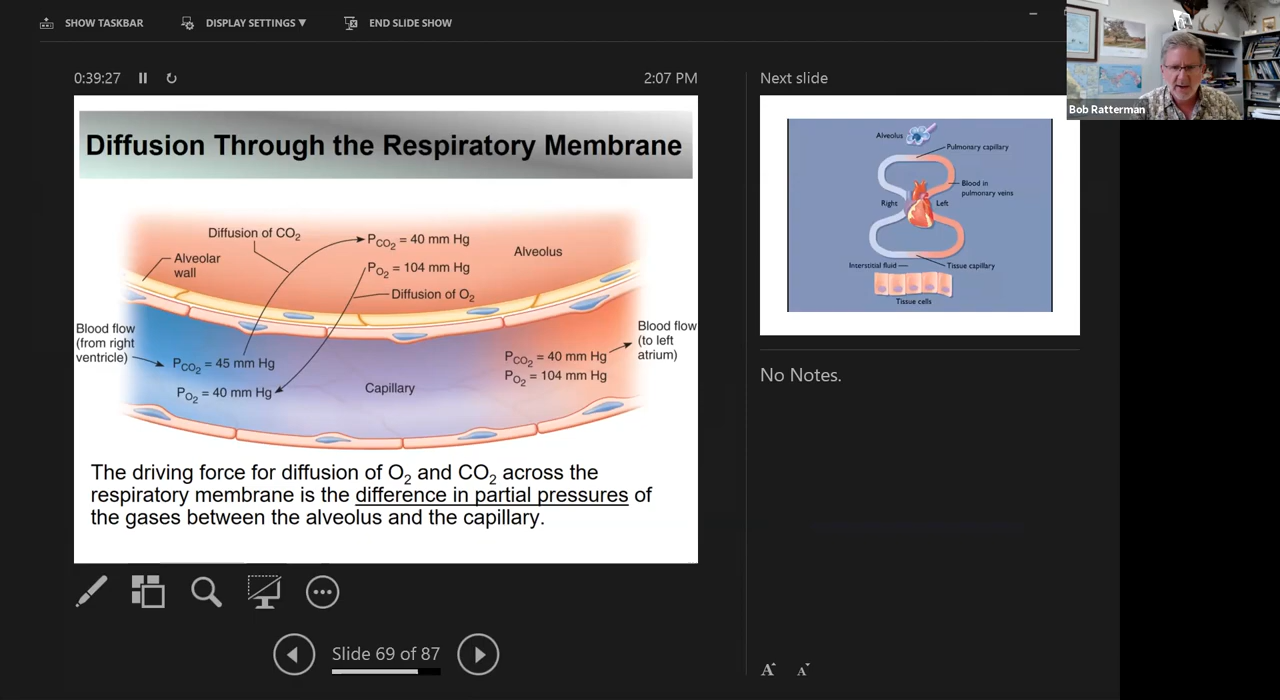 SHOW TASKBAR
DISPLAY SETTINGS ▼
END SLIDE SHOW
0:39:27
2:07 PM
Next slide
Bob Ratterman
Diffusion Through the Respiratory Membrane
Diffusion of CO2
PCO2 = 40 mm Hg
Alveolus
Alveolar
wall
PO2 = 104 mm Hg
Diffusion of O2
Blood flow
(from right
ventricle)
Blood flow
(to left
atrium)
PCO2 = 45 mm Hg
PCO2 = 40 mm Hg
PO2 = 104 mm Hg
PO2 = 40 mm Hg
Capillary
The driving force for diffusion of O2 and CO2 across the
respiratory membrane is the difference in partial pressures of
the gases between the alveolus and the capillary.
Alveolus
Pulmonary capillary
Blood in
pulmonary veins
Right
Left
Interstitial fluid
Tissue capillary
Tissue cells
No Notes.
Slide 69 of 87
A
A